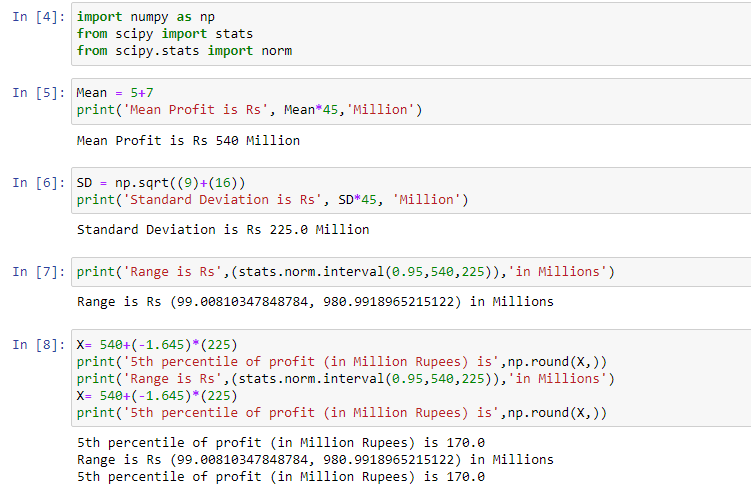 In [4]: import numpy as np
from scipy import stats
from scipy.stats import norm
In [5]: Mean = 5+7
print('Mean Profit is Rs', Mean*45,'Million')
Mean Profit is Rs 540 Million
In [6]: SD = np.sqrt((9)+(16))
print('Standard Deviation is Rs', SD*45, 'Million')
Standard Deviation is Rs 225.0 Million
In [7]: print('Range is Rs',(stats.norm.interval(0.95,540,225)),'in Millions')
Range is Rs (99.00810347848784, 980.9918965215122) in Millions
In [8]: X= 540+(-1.645)*(225)
print('5th percentile of profit (in Million Rupees) is',np.round(X,))
print('Range is Rs',(stats.norm.interval(0.95,540,225)),'in Millions')
X= 540+(-1.645)*(225)
print('5th percentile of profit (in Million Rupees) is',np.round(X,))
5th percentile of profit (in Million Rupees) is 170.0
Range is Rs (99.00810347848784, 980.9918965215122) in Millions
5th percentile of profit (in Million Rupees) is 170.0